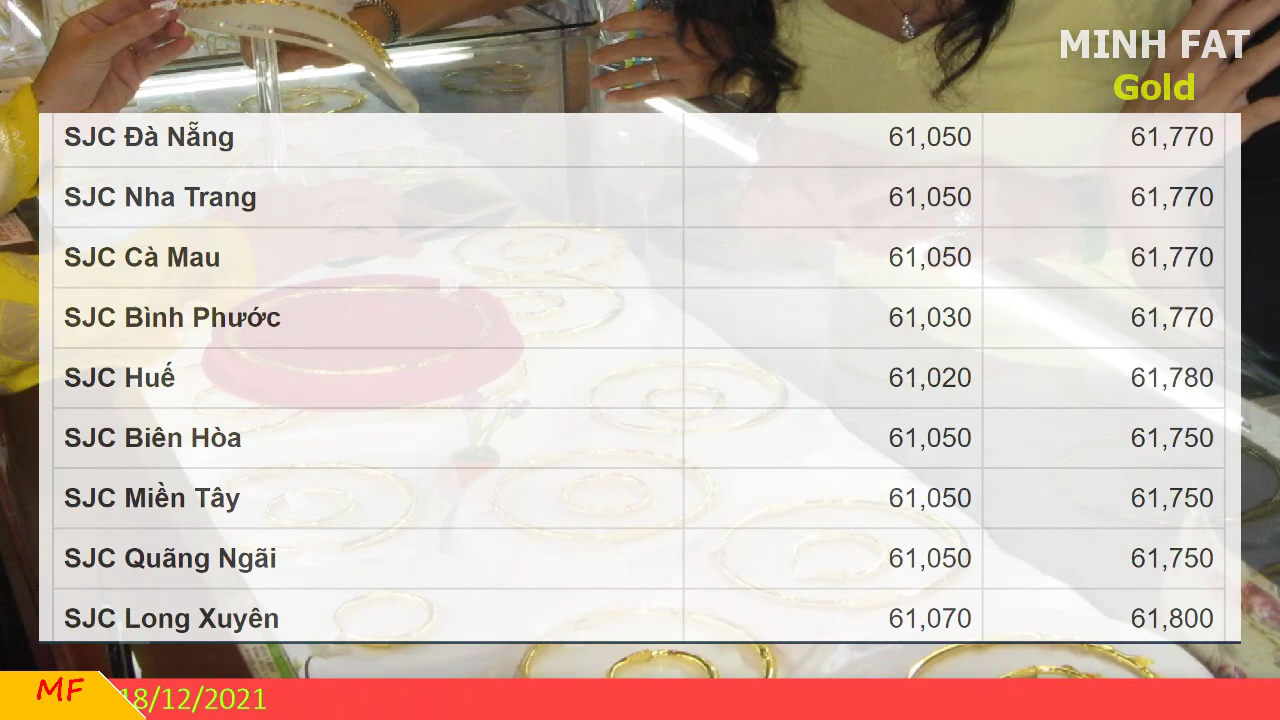 MINH FAT
Gold
SJC Đà Nẵng 61,050 61,770
SJC Nha Trang 61,050 61,770
SJC Cà Mau 61,050 61,770
SJC Bình Phước 61,030 61,770
SJC Huế 61,020 61,780
SJC Biên Hòa 61,050 61,750
SJC Miền Tây 61,050 61,750
SJC Quãng Ngãi 61,050 61,750
SJC Long Xuyên 61,070 61,800
MF 18/12/2021